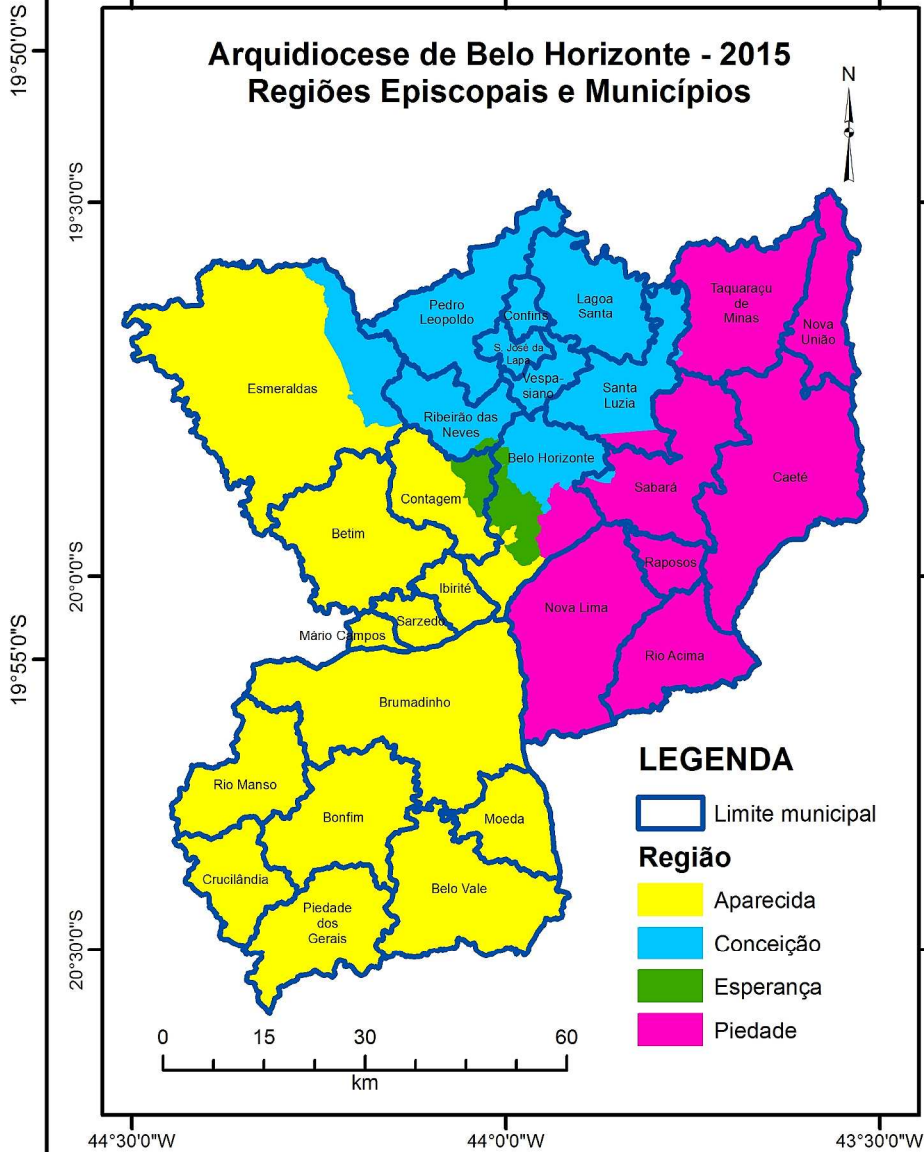 Arquidiocese de Belo Horizonte - 2015
Regiões Episcopais e Municípios
N
19°50'0"S
19°30'0"S
20°0'0"S
19°55'0"S
20°30'0"S
Pedro
Leopoldo
Confins
Lagoa
Santa
Taquaraçu
de
Minas
Nova
União
S. José da
Lapa
Vespa-
siano
Esmeraldas
Santa
Luzia
Ribeirão das
Neves
Belo Horizonte
Contagem
Sabará
Caeté
Betim
Raposos
Ibirité
Nova Lima
Sarzedo
Mário Campos
Rio Acima
Brumadinho
Rio Manso
Bonfim
Moeda
Crucilândia
Belo Vale
Piedade
dos
Gerais
LEGENDA
Limite municipal
Região
Aparecida
Conceição
Esperança
Piedade
0 15 30 60
km
44°30'0"W 44°0'0"W 43°30'0"W